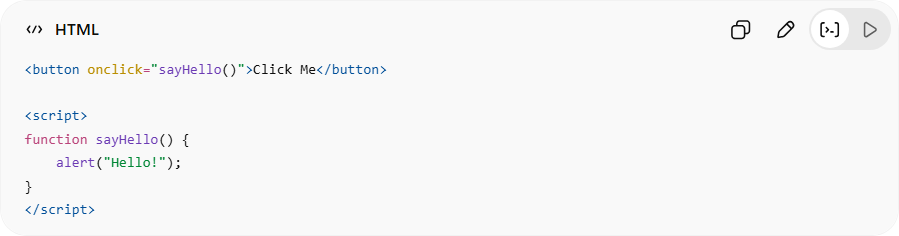 HTML
<button onclick="sayHello()">Click Me</button>

<script>
function sayHello() {
    alert("Hello!");
}
</script>